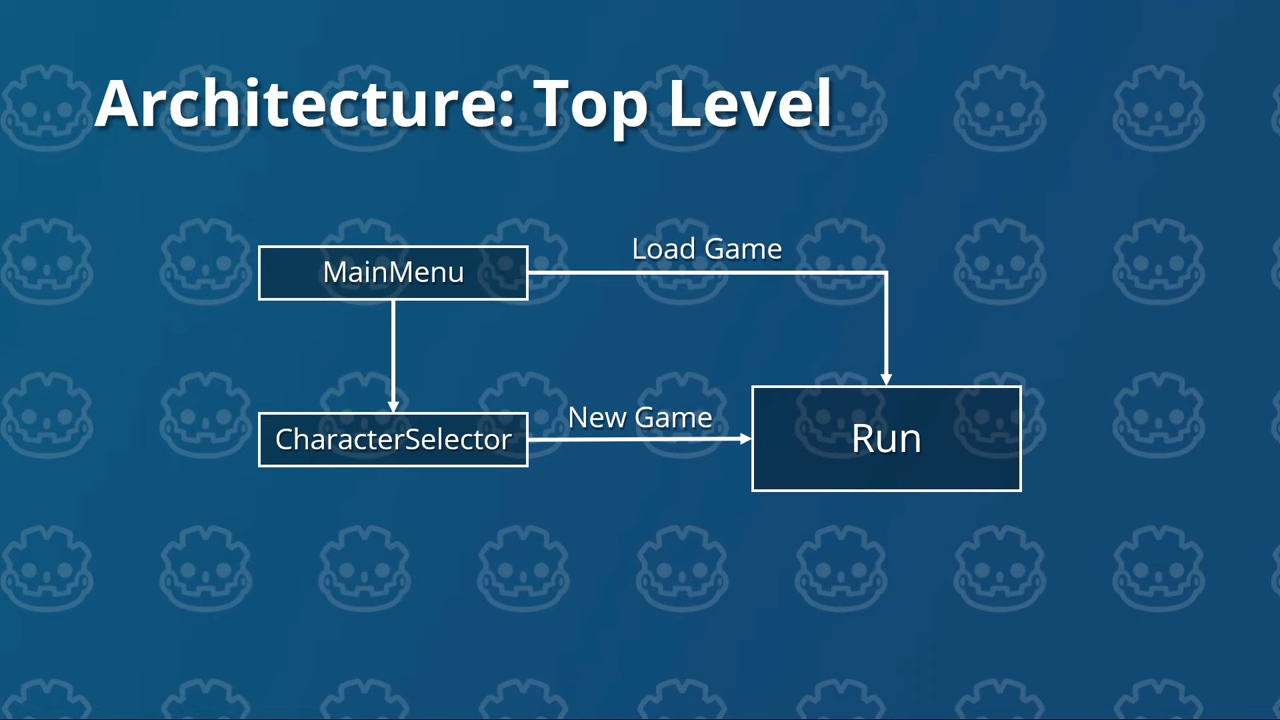 Architecture: Top Level
Load Game
MainMenu
New Game
CharacterSelector
Run